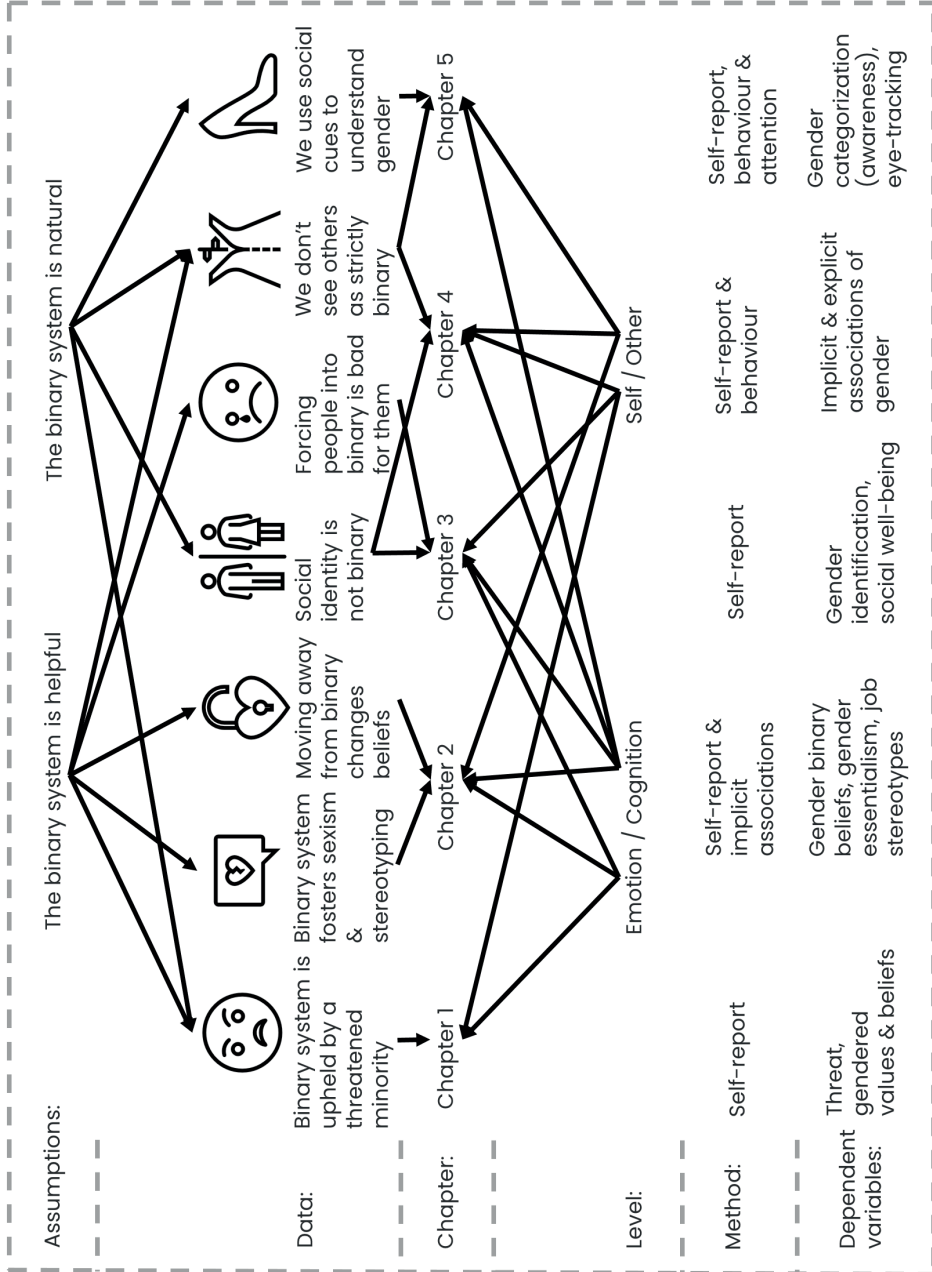 Assumptions:
The binary system is helpful
The binary system is natural
Data:
Binary system is
upheld by a
threatened
minority
Binary system
fosters sexism
&
stereotyping
Moving away
from binary
changes
beliefs
Social
identity is
not binary
Forcing
people into
binary is bad
for them
We don't
see others
as strictly
binary
We use social
cues to
understand
gender
Chapter:
Chapter 1
Chapter 2
Chapter 3
Chapter 4
Chapter 5
Level:
Emotion / Cognition
Self / Other
Method:
Self-report
Self-report &
implicit
associations
Self-report
Self-report &
behaviour
Self-report,
behaviour &
attention
Dependent
variables:
Threat,
gendered
values & beliefs
Gender binary
beliefs, gender
essentialism, job
stereotypes
Gender
identification,
social well-being
Implicit & explicit
associations of
gender
Gender
categorization
(awareness),
eye-tracking